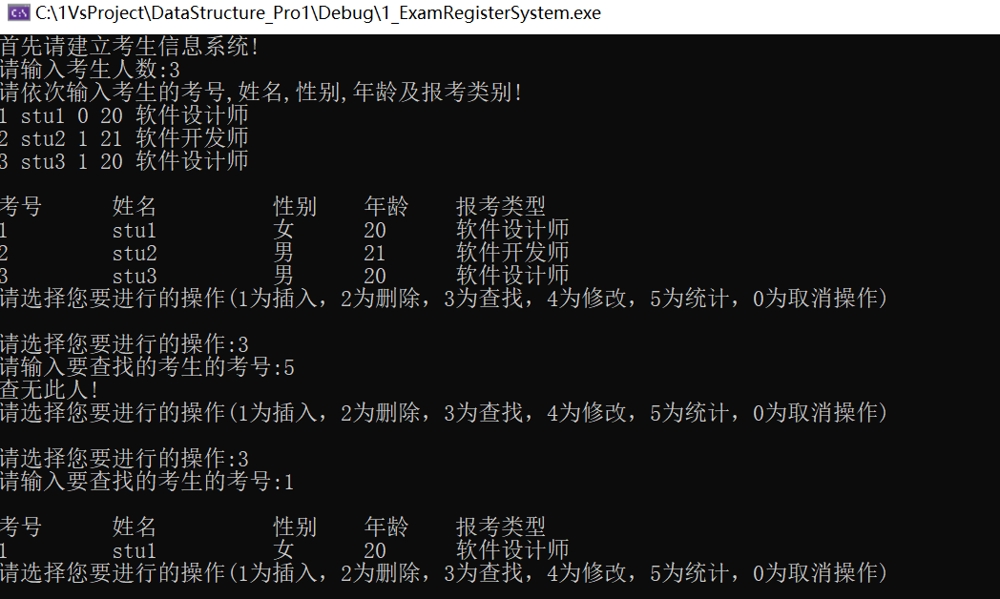 C:\1VsProject\DataStructure_Pro1\Debug\1_ExamRegisterSystem.exe
首先请建立考生信息系统!
请输入考生人数:3
请依次输入考生的考号,姓名,性别,年龄及报考类别!
1 stu1 0 20 软件设计师
2 stu2 1 21 软件开发师
3 stu3 1 20 软件设计师
考号 姓名 性别 年龄 报考类型
1 stu1 女 20 软件设计师
2 stu2 男 21 软件开发师
3 stu3 男 20 软件设计师
请选择您要进行的操作(1为插入，2为删除，3为查找，4为修改，5为统计，0为取消操作)
请选择您要进行的操作:3
请输入要查找的考生的考号:5
查无此人!
请选择您要进行的操作(1为插入，2为删除，3为查找，4为修改，5为统计，0为取消操作)
请选择您要进行的操作:3
请输入要查找的考生的考号:1
考号 姓名 性别 年龄 报考类型
1 stu1 女 20 软件设计师
请选择您要进行的操作(1为插入，2为删除，3为查找，4为修改，5为统计，0为取消操作)